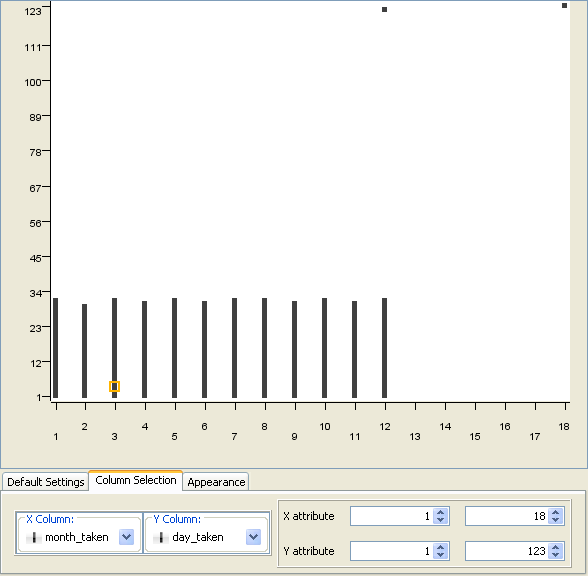 123
111
100
89
78
67
56
45
34
23
12
1
1 2 3 4 5 6 7 8 9 10 11 12 13 14 15 16 17 18
Default Settings Column Selection Appearance
X Column: Y Column:
month_taken day_taken
X attribute 1 18
Y attribute 1 123